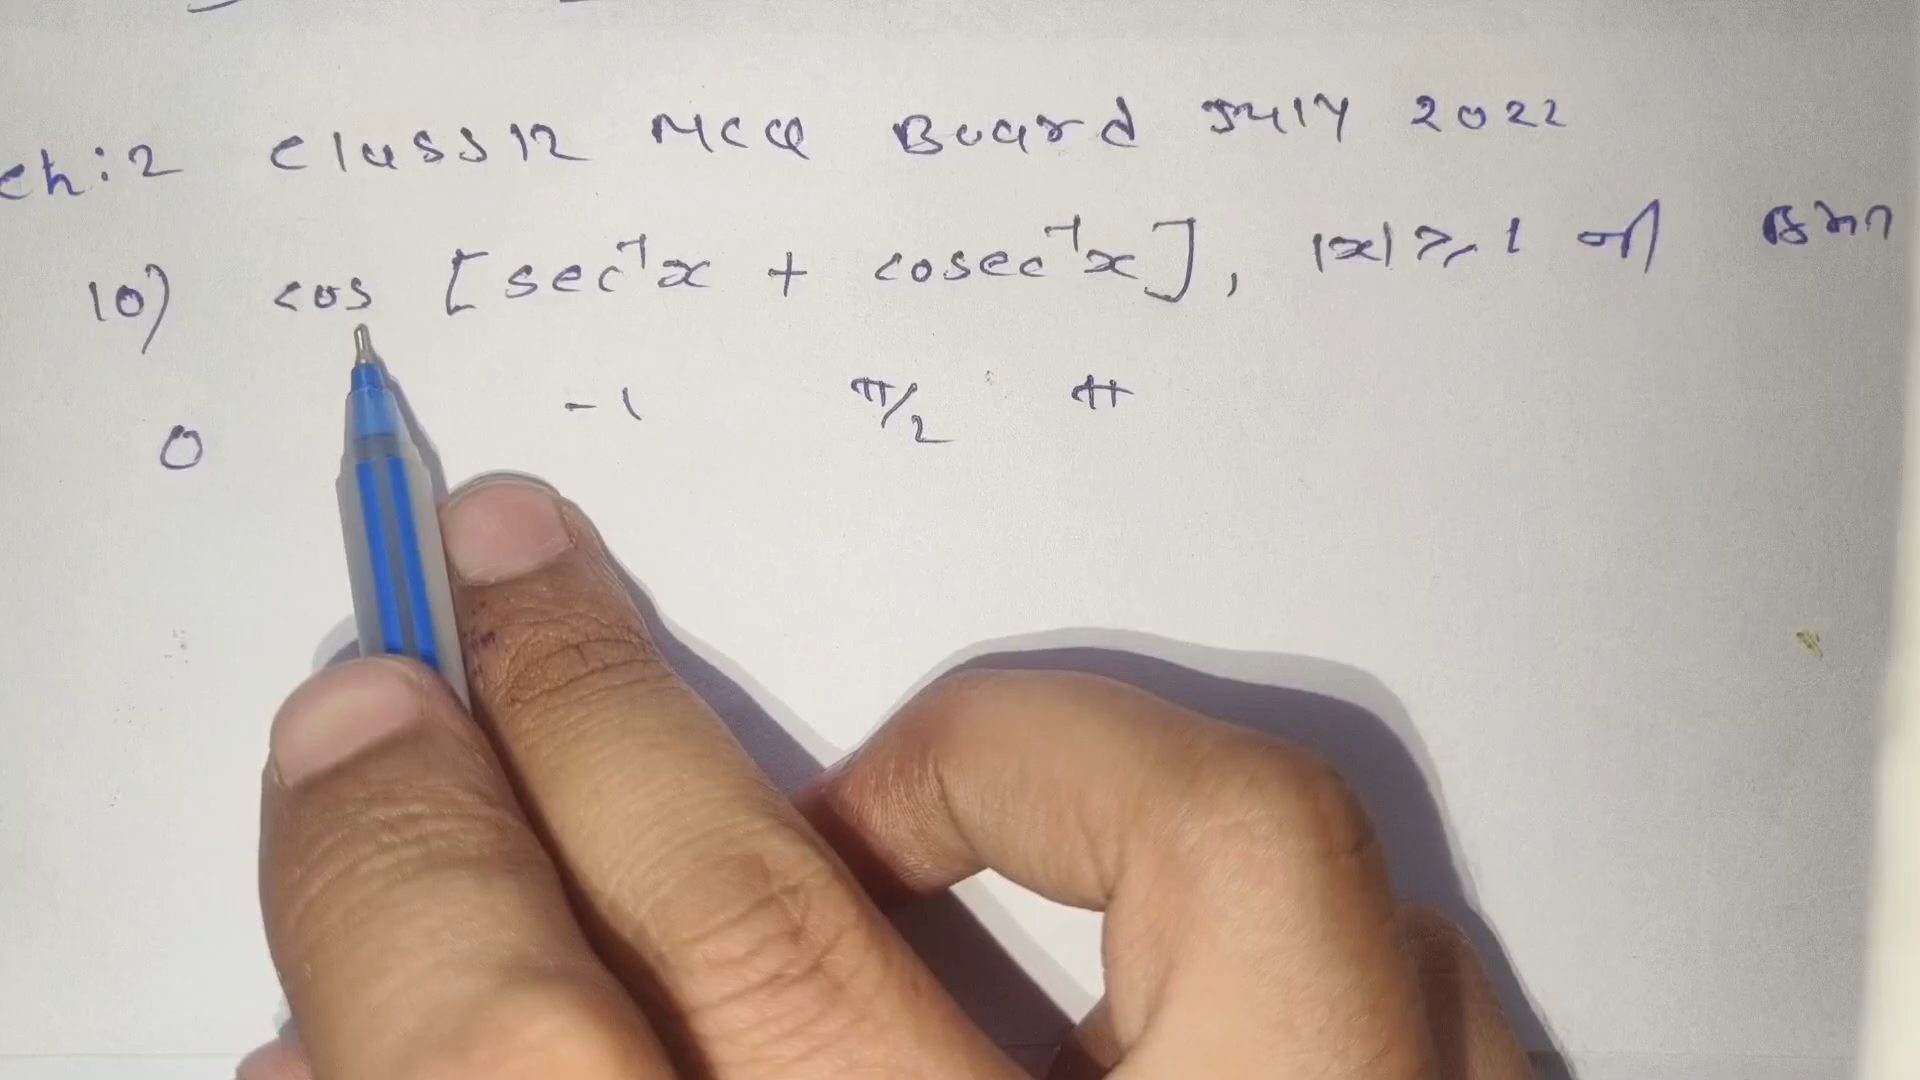 ch:2 class 12 MCQ Board July 2022
10) cos [sec⁻¹x + cosec⁻¹x], |x| ≥ 1 ની કિંમત
0 -1 π/2 π